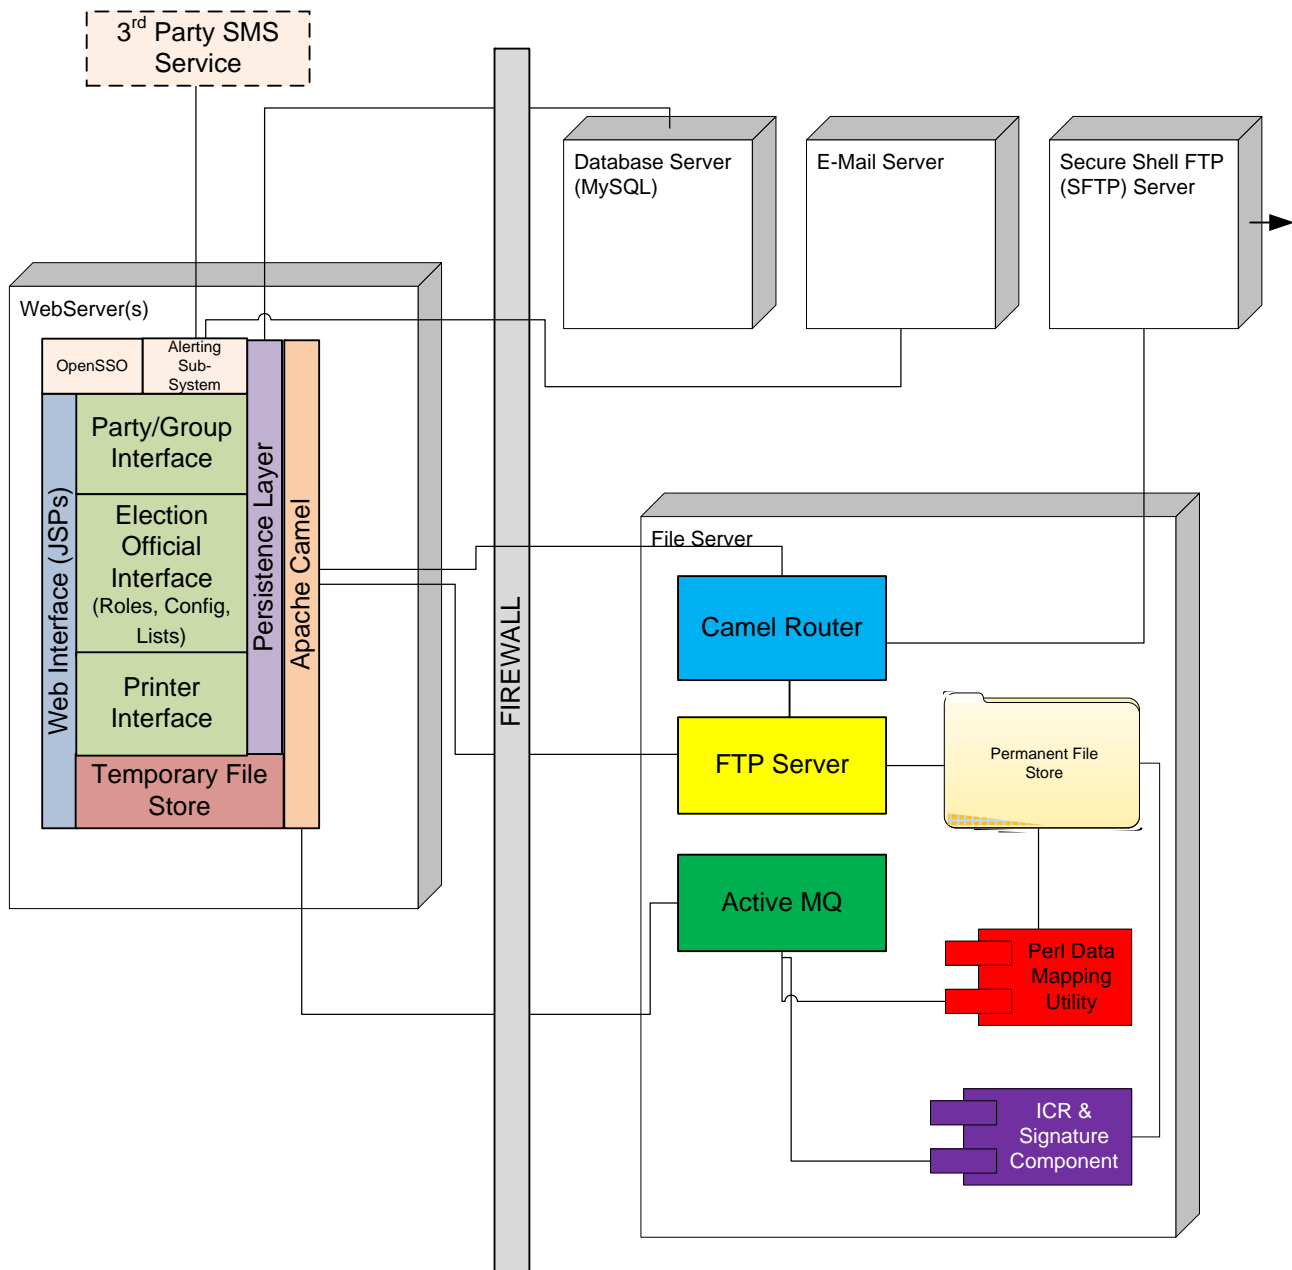 3rd Party SMS
Service
Database Server
(MySQL)
E-Mail Server
Secure Shell FTP
(SFTP) Server
WebServer(s)
OpenSSO
Alerting
Sub-
System
Party/Group
Interface
Election
Official
Interface
(Roles, Config,
Lists)
Printer
Interface
Temporary File
Store
Web Interface (JSPs)
Persistence Layer
Apache Camel
FIREWALL
File Server
Camel Router
FTP Server
Permanent File
Store
Active MQ
Perl Data
Mapping
Utility
ICR &
Signature
Component